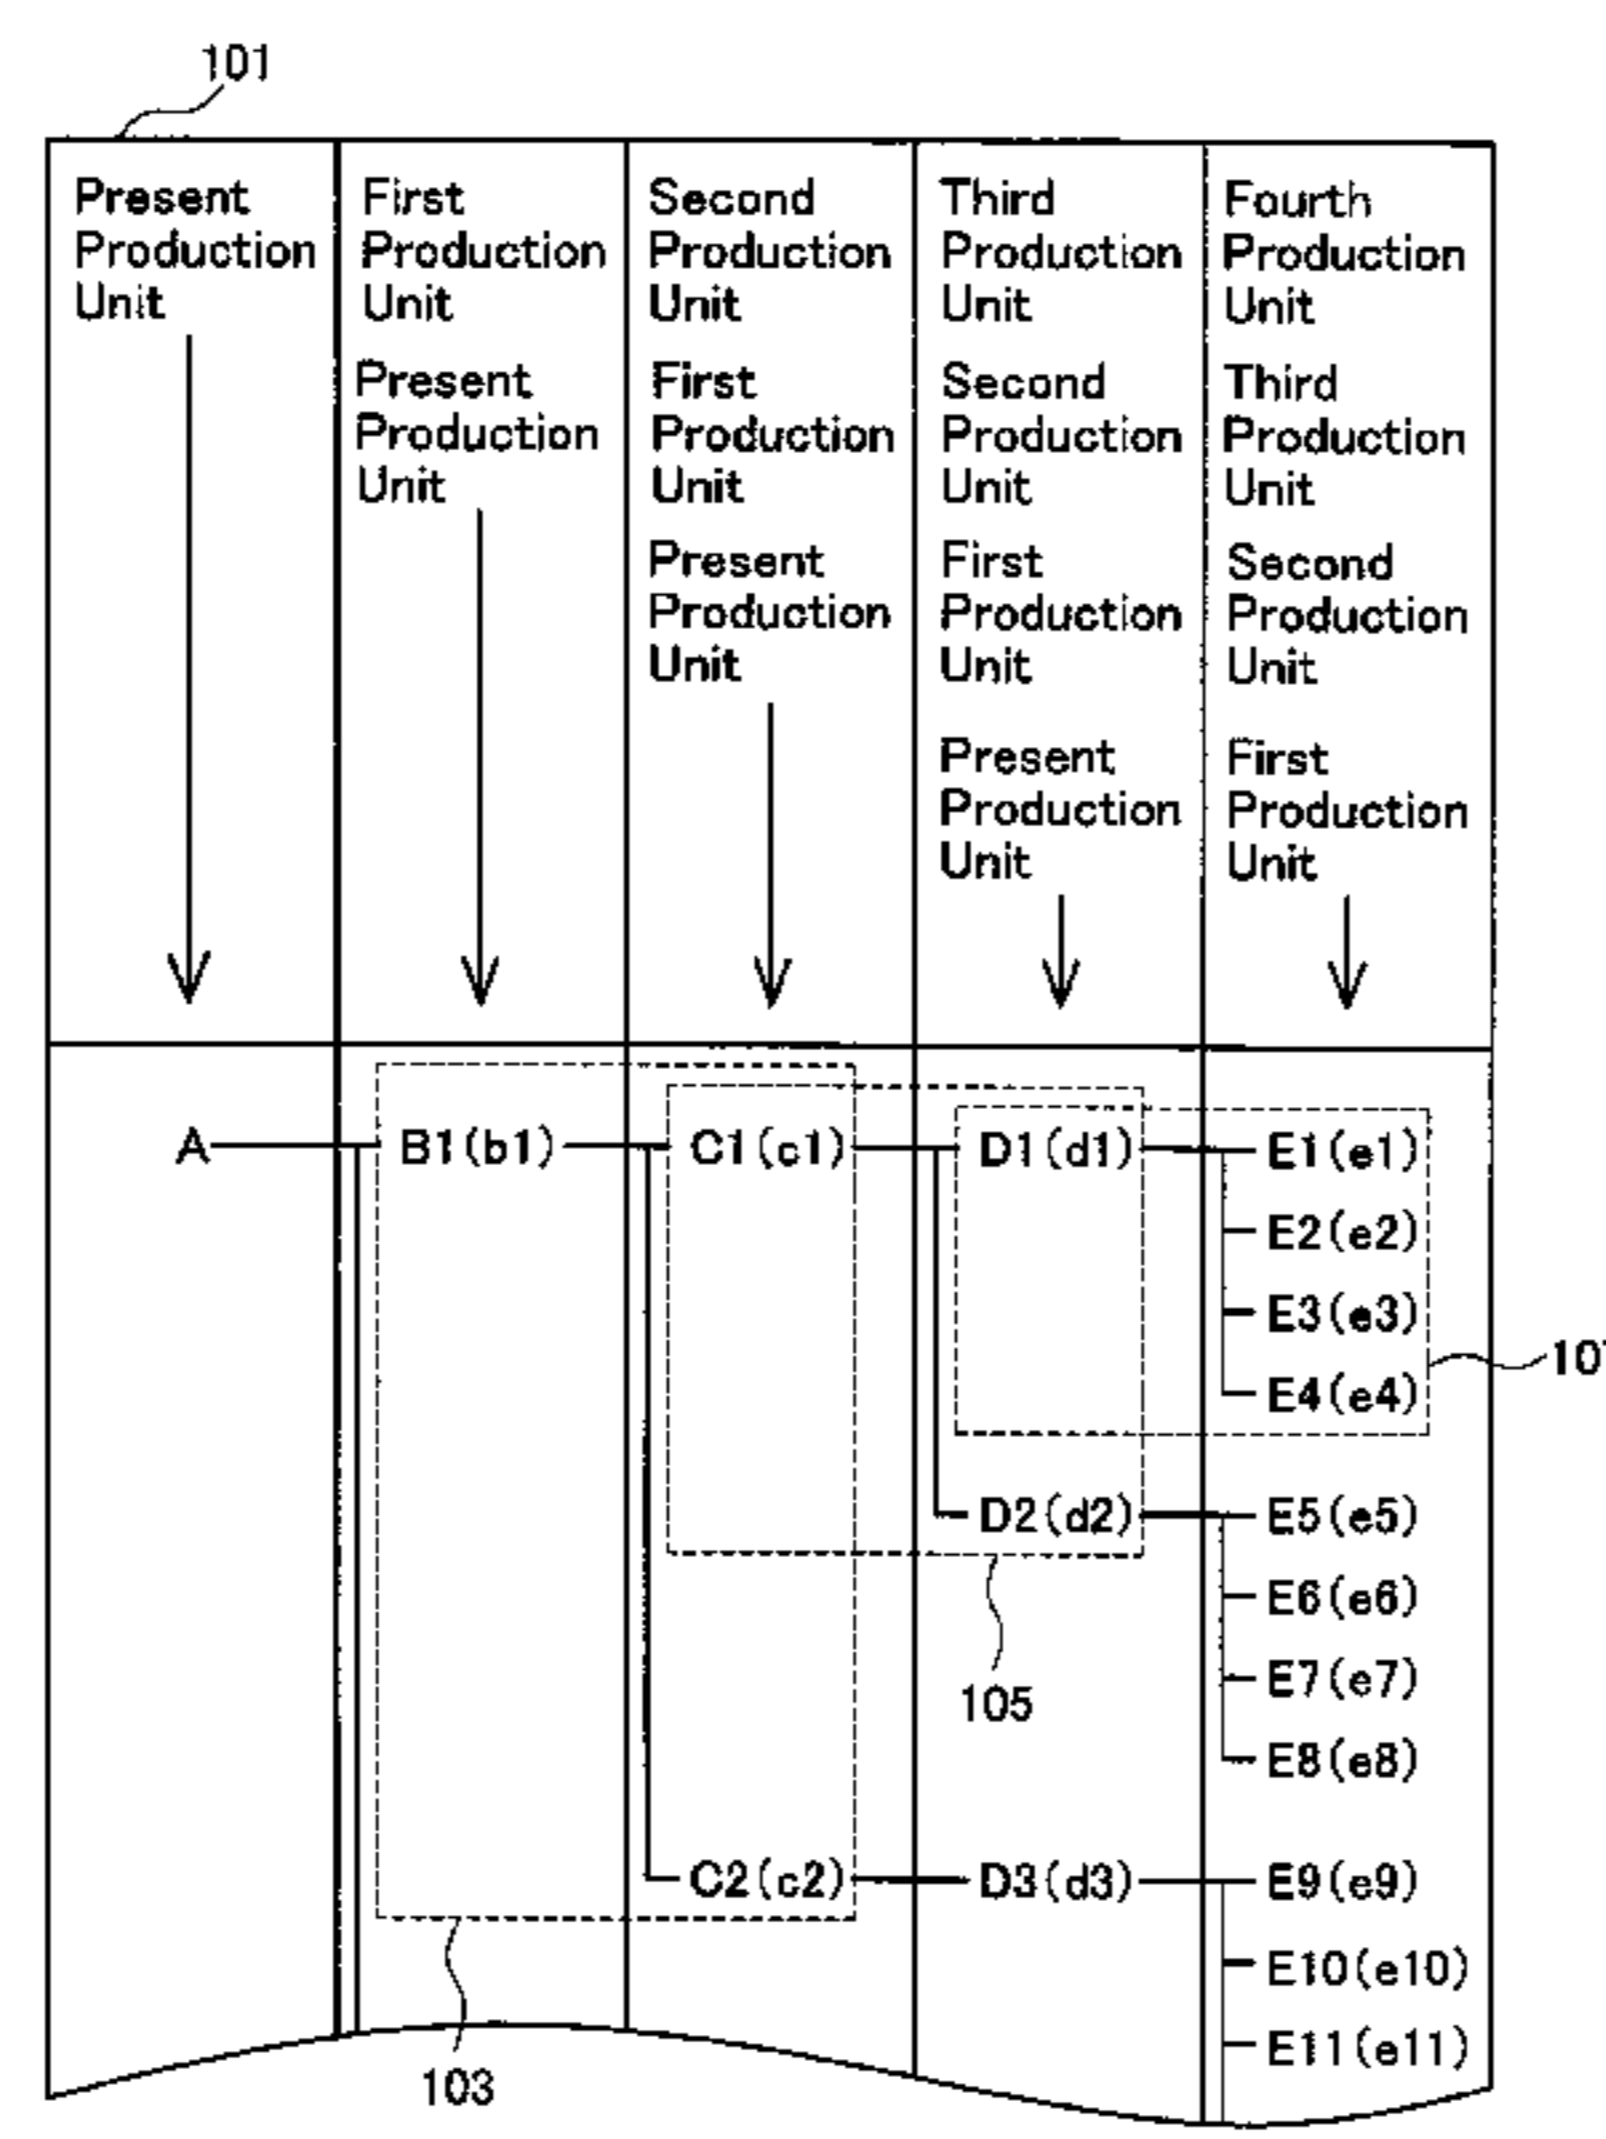 101
Present
Production
Unit
First
Production
Unit
Present
Production
Unit
Second
Production
Unit
First
Production
Unit
Present
Production
Unit
Third
Production
Unit
Second
Production
Unit
First
Production
Unit
Present
Production
Unit
Fourth
Production
Unit
Third
Production
Unit
Second
Production
Unit
First
Production
Unit
A B1(b1) C1(c1) D1(d1) E1(e1)
E2(e2)
E3(e3)
E4(e4)
D2(d2) E5(e5)
E6(e6)
105 E7(e7)
E8(e8)
C2(c2) D3(d3) E9(e9)
E10(e10)
E11(e11)
103